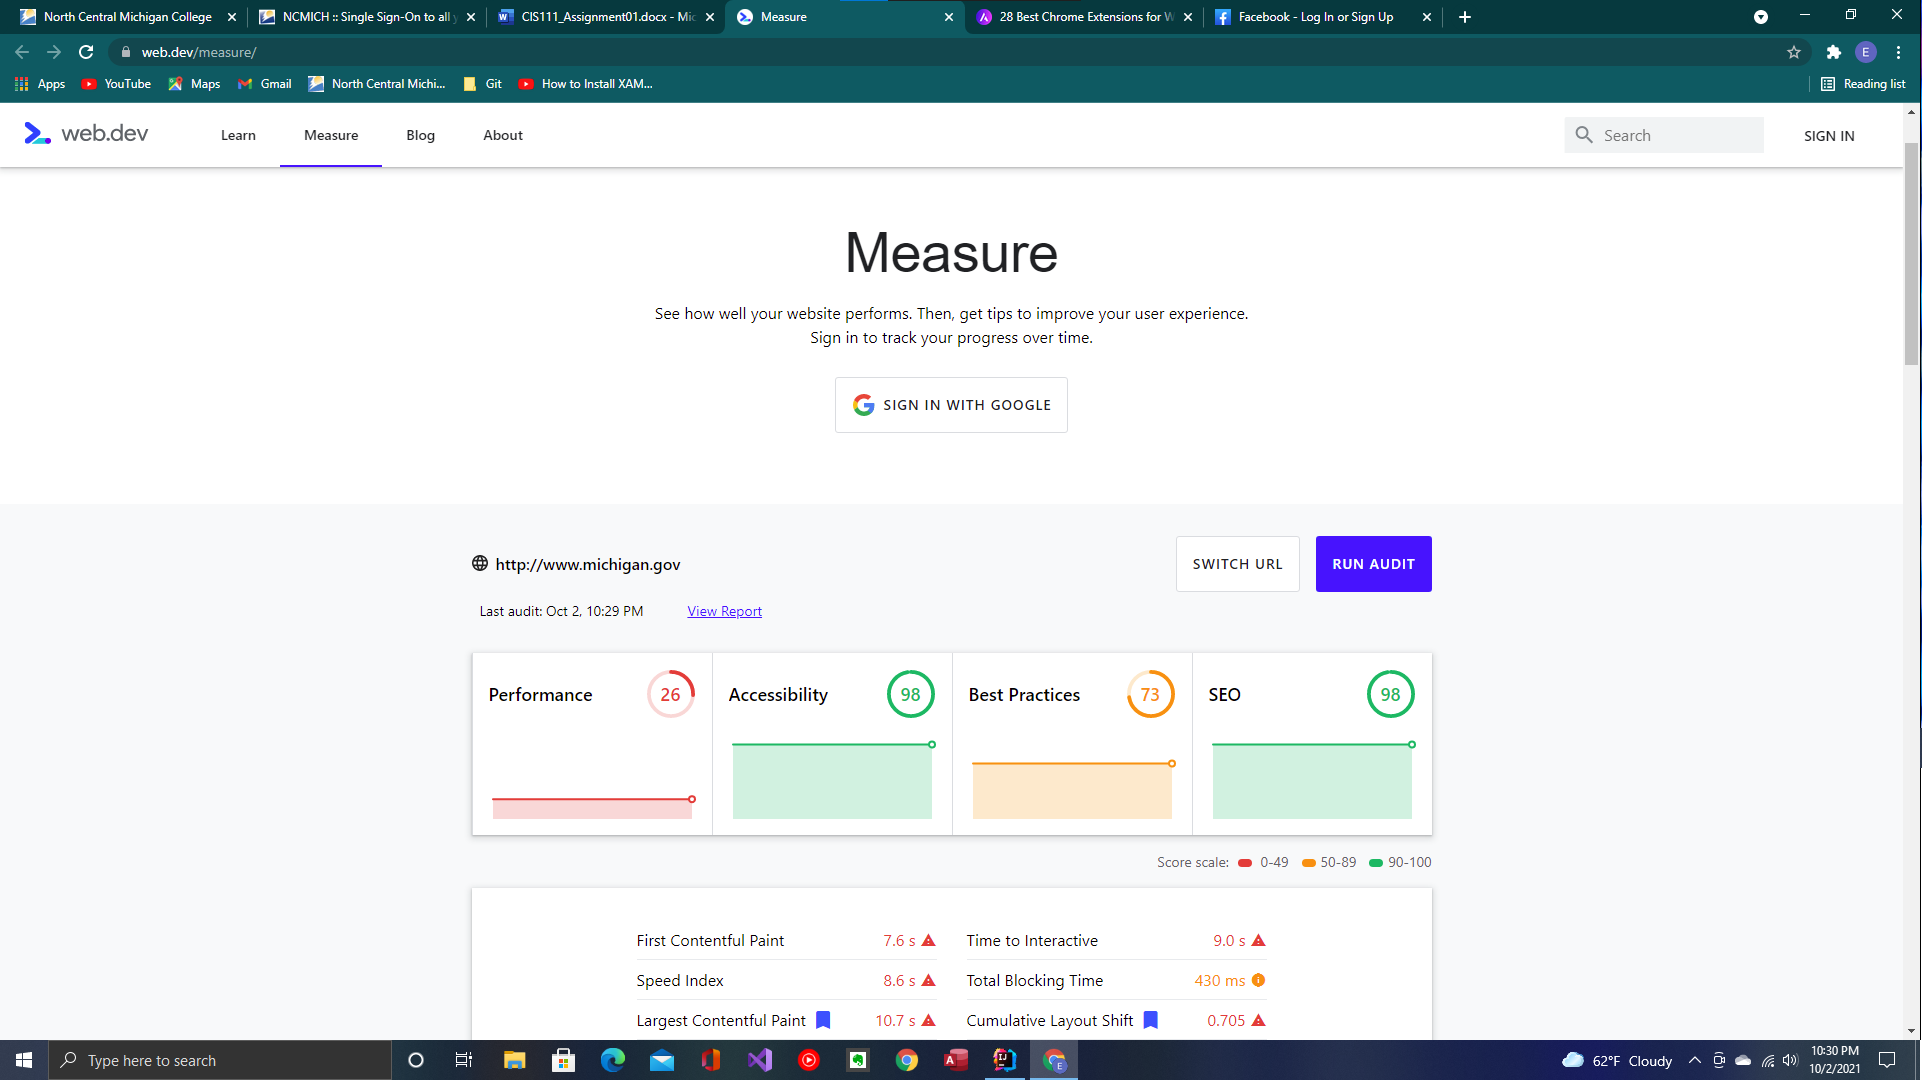 North Central Michigan College
NCMICH :: Single Sign-On to all y
CIS111_Assignment01.docx - Mic
Measure
28 Best Chrome Extensions for W
Facebook - Log In or Sign Up
web.dev/measure/
E
Apps
YouTube
Maps
Gmail
North Central Michi...
Git
How to Install XAM...
Reading list
web.dev
Learn
Measure
Blog
About
Search
SIGN IN
Measure
See how well your website performs. Then, get tips to improve your user experience.
Sign in to track your progress over time.
SIGN IN WITH GOOGLE
http://www.michigan.gov
SWITCH URL
RUN AUDIT
Last audit: Oct 2, 10:29 PM
View Report
Performance
26
Accessibility
98
Best Practices
73
SEO
98
Score scale: 0-49 50-89 90-100
First Contentful Paint 7.6 s
Time to Interactive 9.0 s
Speed Index 8.6 s
Total Blocking Time 430 ms
Largest Contentful Paint 10.7 s
Cumulative Layout Shift 0.705
Type here to search
62°F Cloudy
10:30 PM
10/2/2021